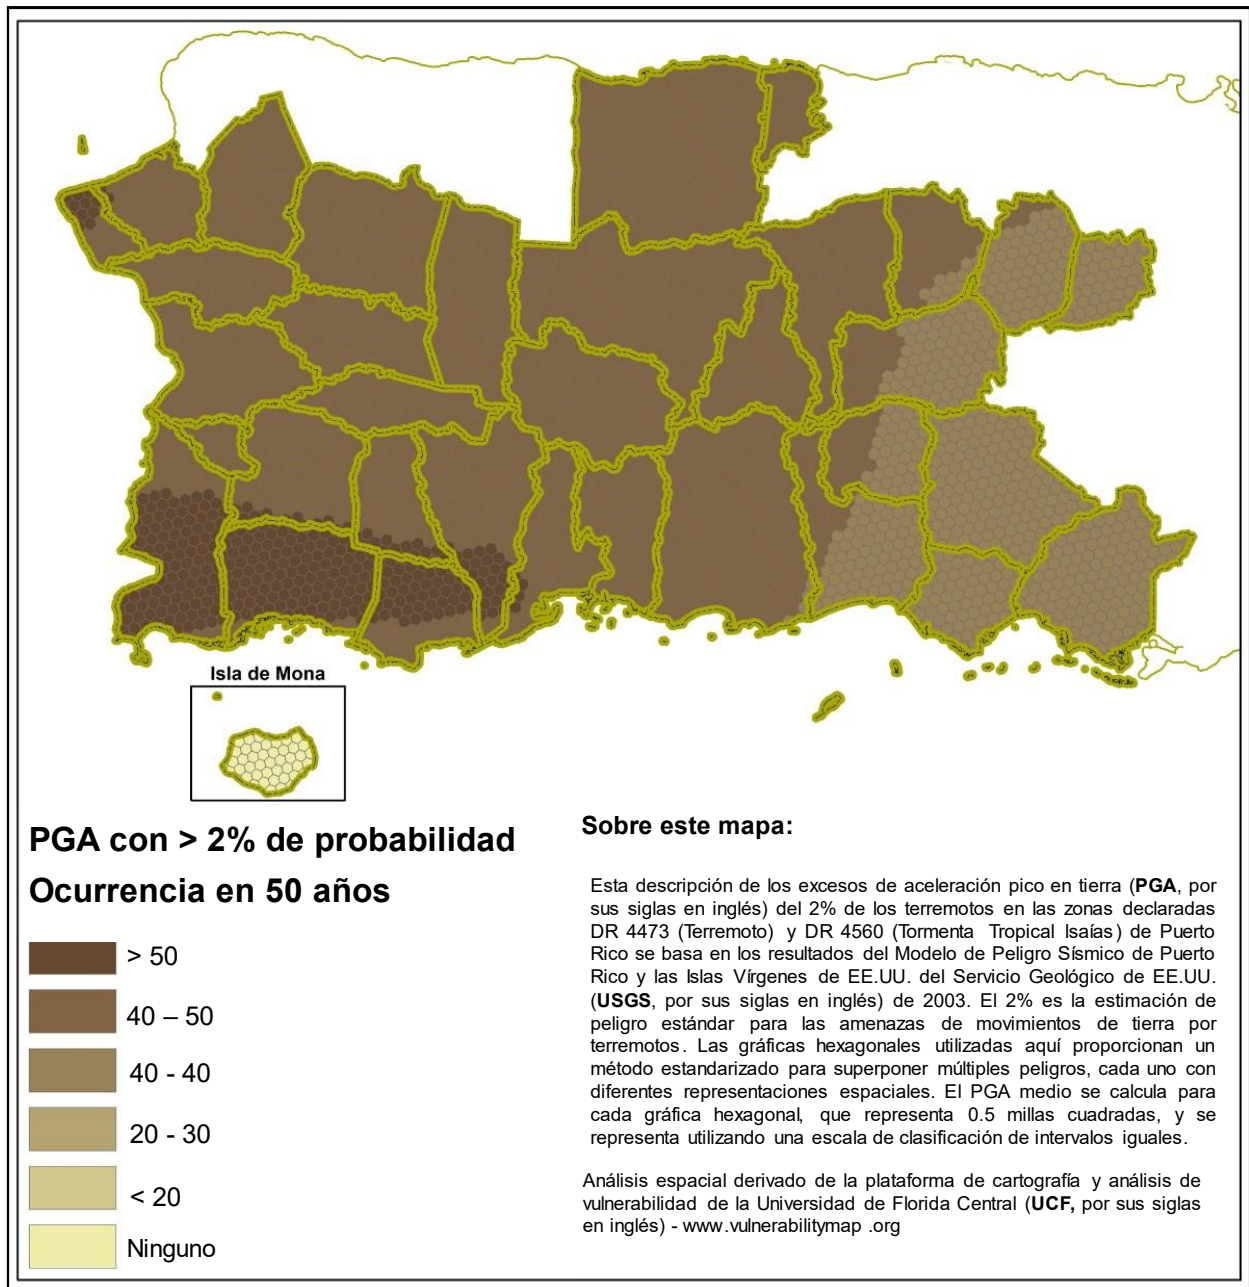 Isla de Mona
PGA con > 2% de probabilidad
Ocurrencia en 50 años
> 50
40 – 50
40 - 40
20 - 30
< 20
Ninguno
Sobre este mapa:
Esta descripción de los excesos de aceleración pico en tierra (PGA, por
sus siglas en inglés) del 2% de los terremotos en las zonas declaradas
DR 4473 (Terremoto) y DR 4560 (Tormenta Tropical Isaías) de Puerto
Rico se basa en los resultados del Modelo de Peligro Sísmico de Puerto
Rico y las Islas Vírgenes de EE.UU. del Servicio Geológico de EE.UU.
(USGS, por sus siglas en inglés) de 2003. El 2% es la estimación de
peligro estándar para las amenazas de movimientos de tierra por
terremotos. Las gráficas hexagonales utilizadas aquí proporcionan un
método estandarizado para superponer múltiples peligros, cada uno con
diferentes representaciones espaciales. El PGA medio se calcula para
cada gráfica hexagonal, que representa 0.5 millas cuadradas, y se
representa utilizando una escala de clasificación de intervalos iguales.
Análisis espacial derivado de la plataforma de cartografía y análisis de
vulnerabilidad de la Universidad de Florida Central (UCF, por sus siglas
en inglés) - www.vulnerabilitymap .org